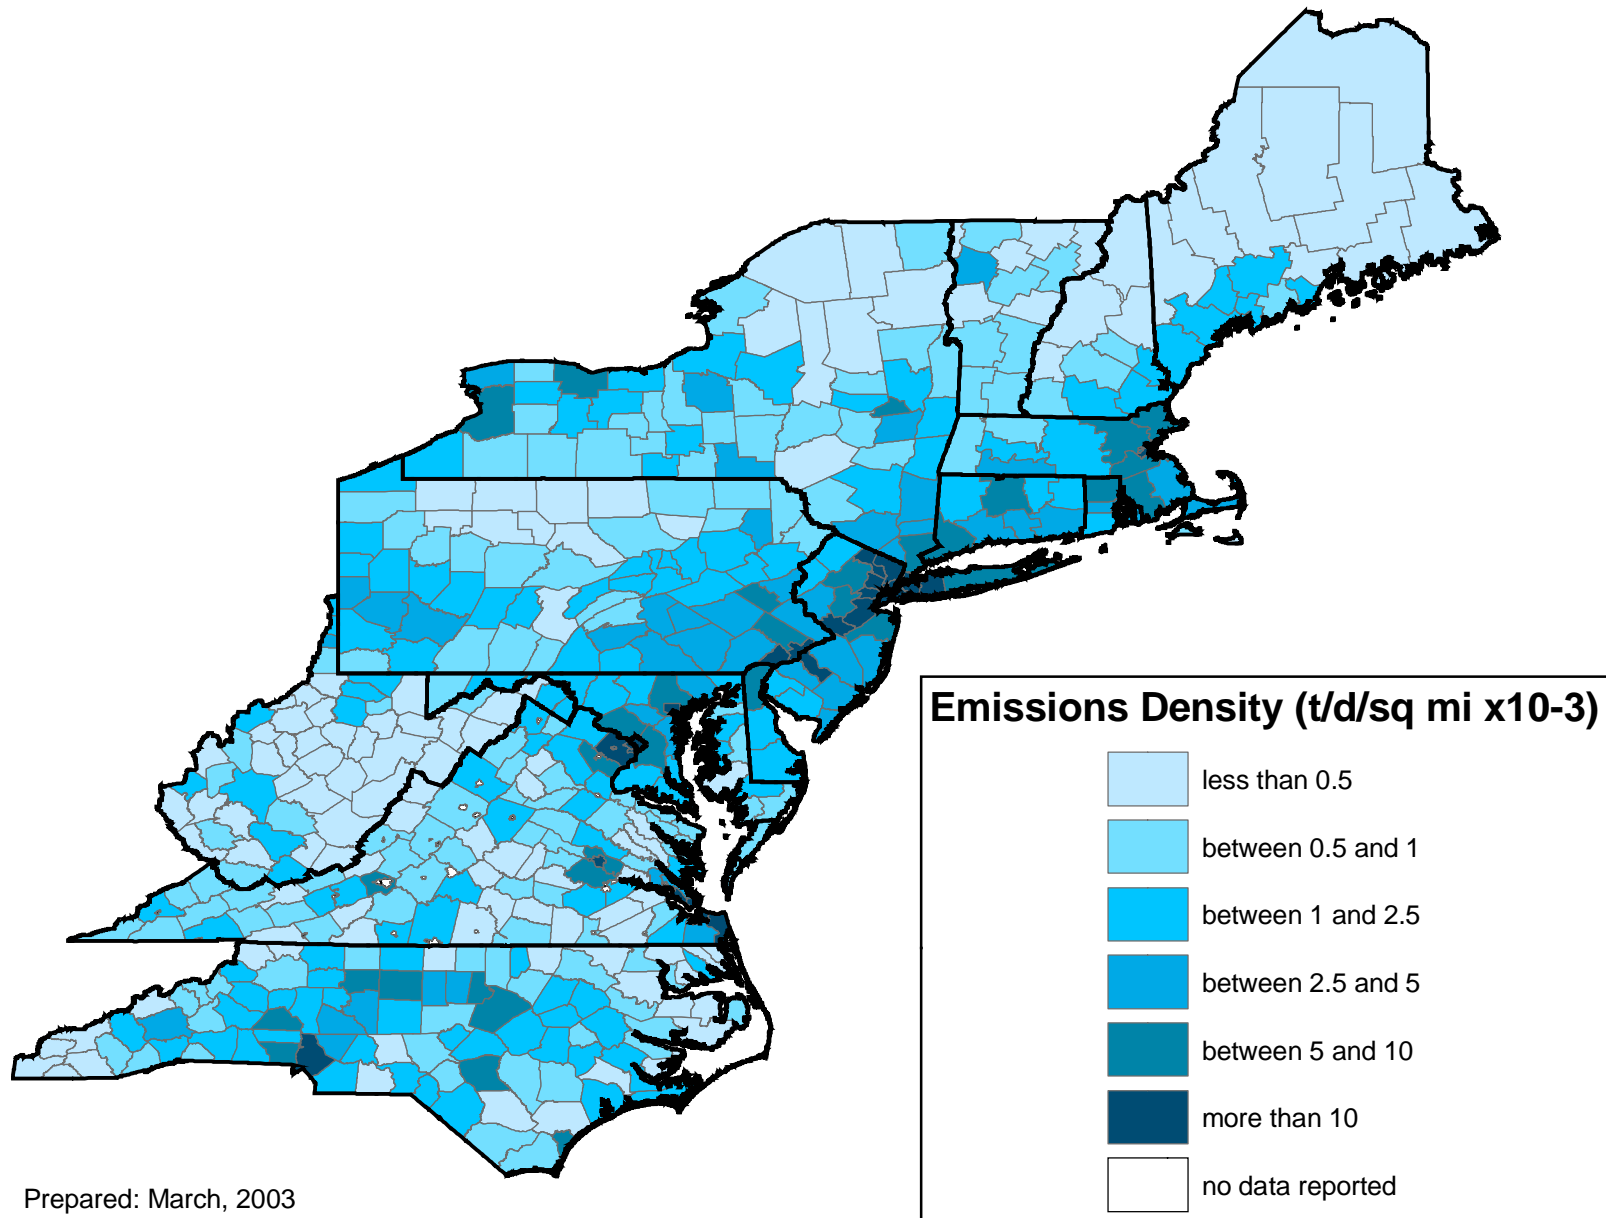 Emissions Density (t/d/sq mi x10-3)
less than 0.5
between 0.5 and 1
between 1 and 2.5
between 2.5 and 5
between 5 and 10
more than 10
no data reported
Prepared: March, 2003